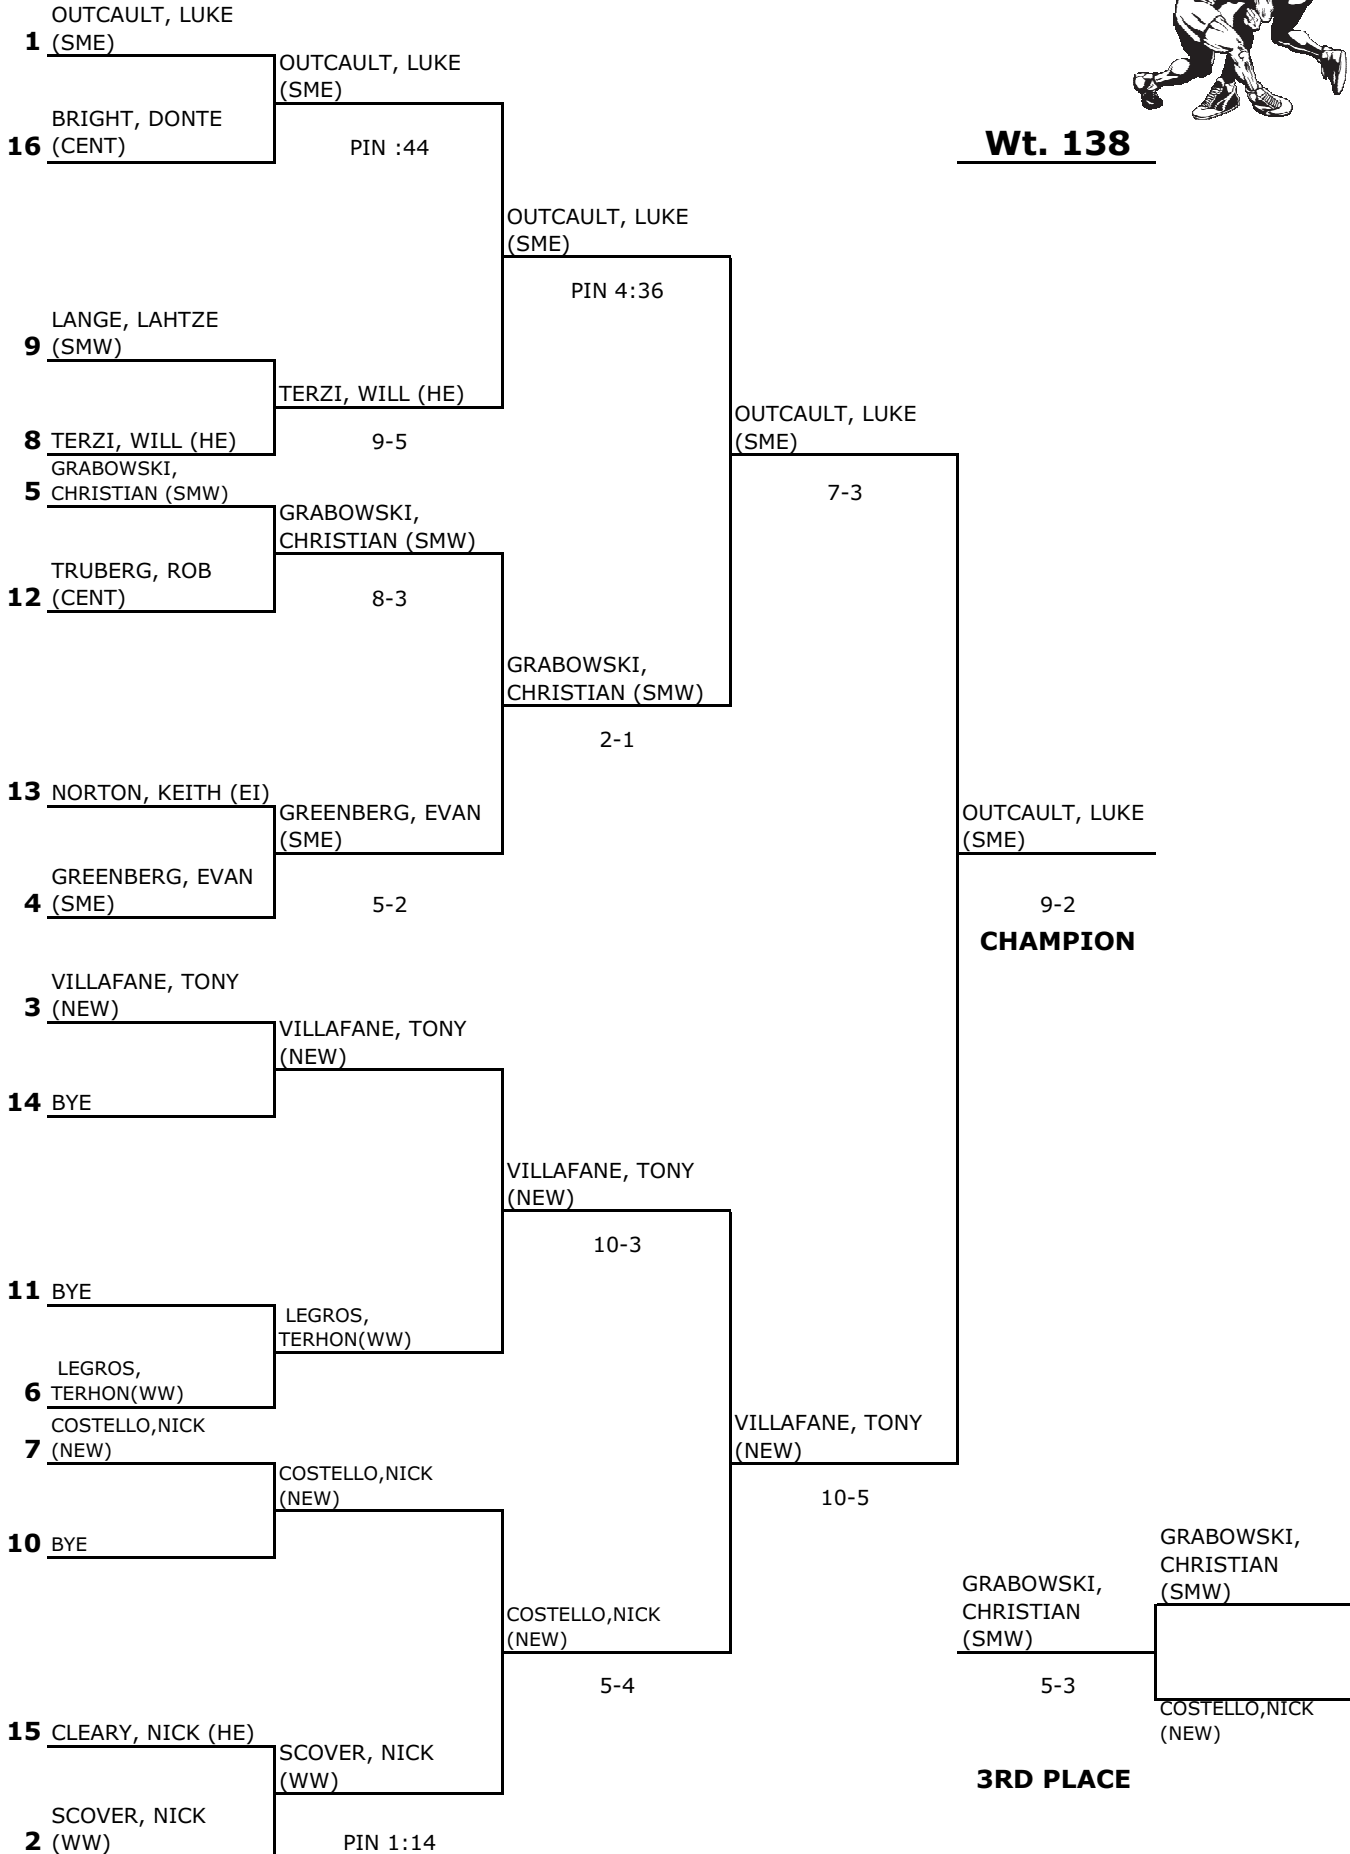 Wt. 138
OUTCAULT, LUKE
1 (SME)
BRIGHT, DONTE
16 (CENT)
LANGE, LAHTZE
9 (SMW)
8 TERZI, WILL (HE)
GRABOWSKI,
5 CHRISTIAN (SMW)
TRUBERG, ROB
12 (CENT)
13 NORTON, KEITH (EI)
GREENBERG, EVAN
4 (SME)
VILLAFANE, TONY
3 (NEW)
14 BYE
11 BYE
LEGROS,
6 TERHON(WW)
COSTELLO,NICK
7 (NEW)
10 BYE
15 CLEARY, NICK (HE)
SCOVER, NICK
2 (WW)
OUTCAULT, LUKE
(SME)
PIN :44
TERZI, WILL (HE)
9-5
GRABOWSKI,
CHRISTIAN (SMW)
8-3
GREENBERG, EVAN
(SME)
5-2
VILLAFANE, TONY
(NEW)
LEGROS,
TERHON(WW)
COSTELLO,NICK
(NEW)
SCOVER, NICK
(WW)
PIN 1:14
OUTCAULT, LUKE
(SME)
PIN 4:36
GRABOWSKI,
CHRISTIAN (SMW)
2-1
VILLAFANE, TONY
(NEW)
10-3
COSTELLO,NICK
(NEW)
5-4
OUTCAULT, LUKE
(SME)
7-3
VILLAFANE, TONY
(NEW)
10-5
OUTCAULT, LUKE
(SME)
9-2
CHAMPION
GRABOWSKI,
CHRISTIAN
(SMW)
5-3
3RD PLACE
GRABOWSKI,
CHRISTIAN
(SMW)
COSTELLO,NICK
(NEW)